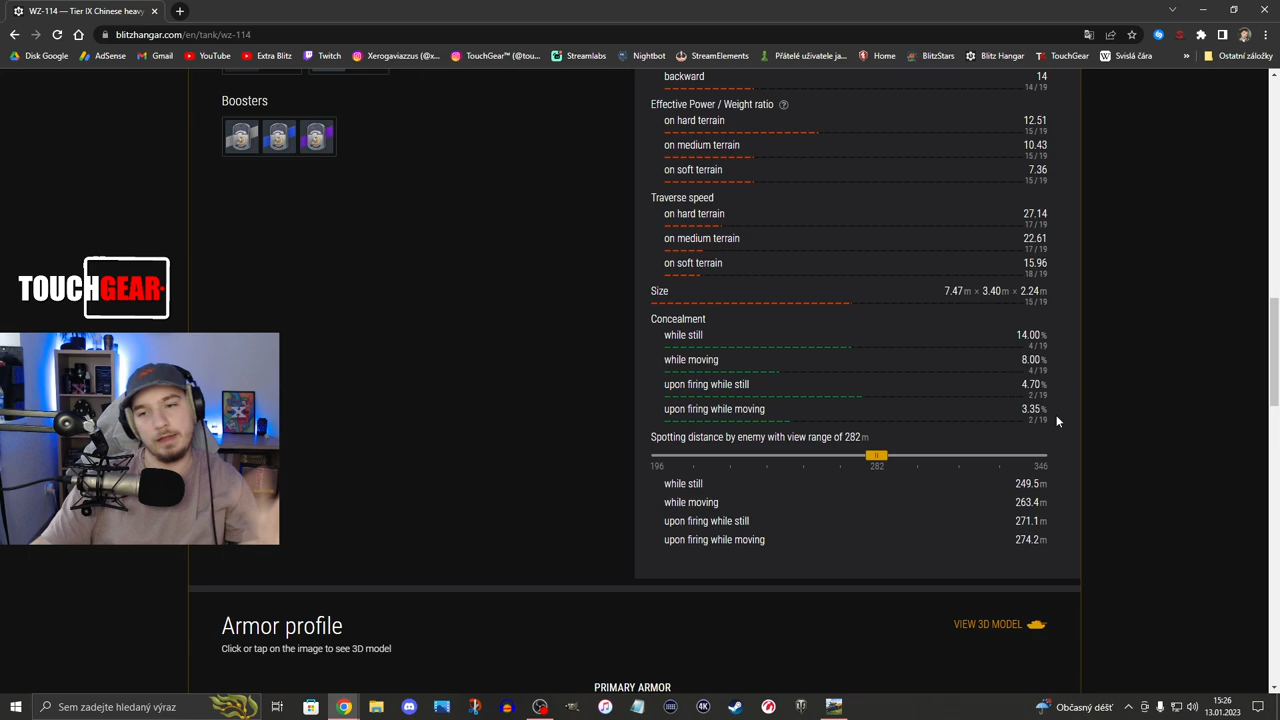 WZ-114 — Tier IX Chinese heavy
blitzhangar.com/en/tank/wz-114
Disk Google
AdSense
Gmail
YouTube
Extra Blitz
Twitch
Xerogaviazzus (@x...
TouchGear™ (@tou...
Streamlabs
Nightbot
StreamElements
Přátelé uživatele ja...
Home
BlitzStars
Blitz Hangar
TouchGear
Svislá čára
»
Ostatní záložky
backward 14
14 / 19
Boosters
Effective Power / Weight ratio ?
on hard terrain 12.51
15 / 19
on medium terrain 10.43
15 / 19
on soft terrain 7.36
15 / 19
Traverse speed
on hard terrain 27.14
17 / 19
on medium terrain 22.61
17 / 19
on soft terrain 15.96
18 / 19
TOUCHGEAR
Size 7.47m × 3.40m × 2.24m
15 / 19
Concealment
while still 14.00%
4 / 19
while moving 8.00%
4 / 19
upon firing while still 4.70%
2 / 19
upon firing while moving 3.35%
2 / 19
Spotting distance by enemy with view range of 282m
196 282 346
while still 249.5m
while moving 263.4m
upon firing while still 271.1m
upon firing while moving 274.2m
Armor profile
VIEW 3D MODEL
Click or tap on the image to see 3D model
PRIMARY ARMOR
Sem zadejte hledaný výraz
4K
Občasný déšť
15:26
13.01.2023